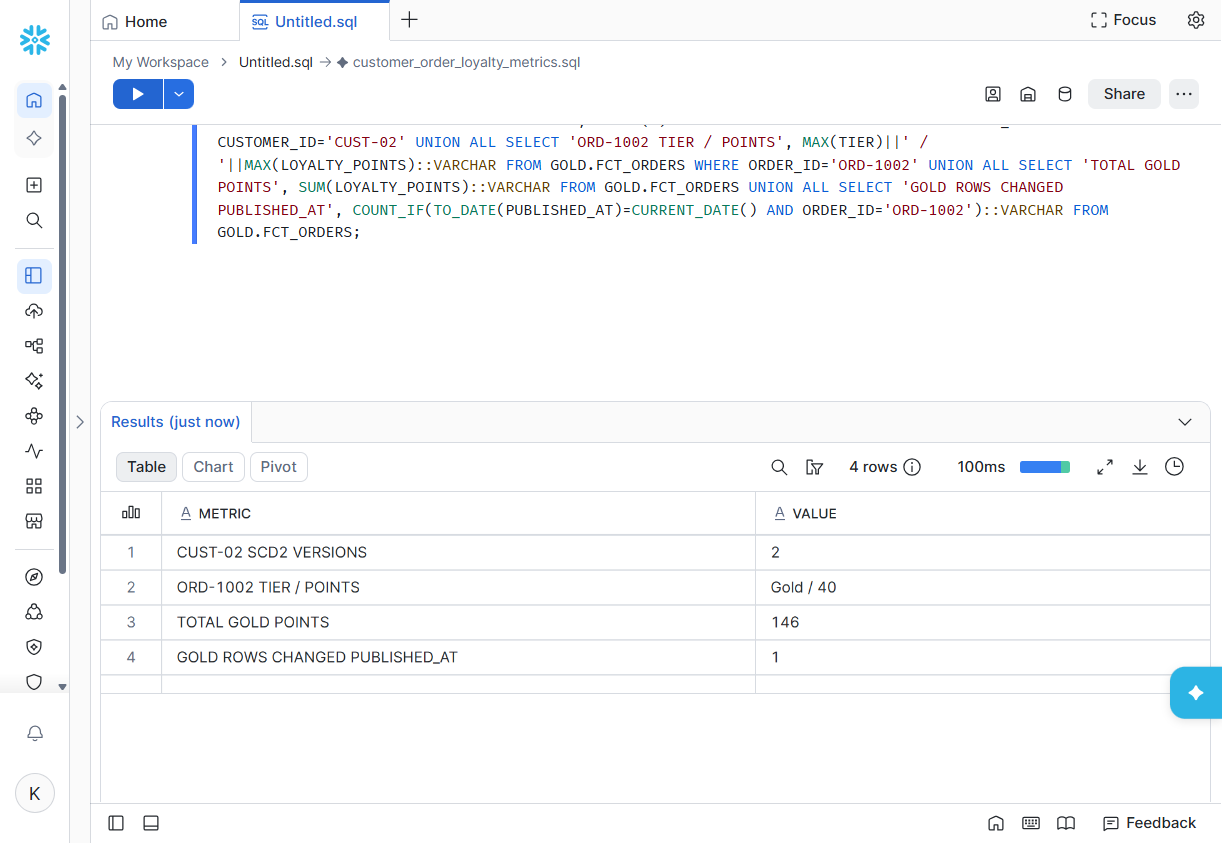 Home
SQL Untitled.sql
Focus
My Workspace > Untitled.sql → customer_order_loyalty_metrics.sql
Share
CUSTOMER_ID='CUST-02' UNION ALL SELECT 'ORD-1002 TIER / POINTS', MAX(TIER)||' /
'||MAX(LOYALTY_POINTS)::VARCHAR FROM GOLD.FCT_ORDERS WHERE ORDER_ID='ORD-1002' UNION ALL SELECT 'TOTAL GOLD
POINTS', SUM(LOYALTY_POINTS)::VARCHAR FROM GOLD.FCT_ORDERS UNION ALL SELECT 'GOLD ROWS CHANGED
PUBLISHED_AT', COUNT_IF(TO_DATE(PUBLISHED_AT)=CURRENT_DATE() AND ORDER_ID='ORD-1002')::VARCHAR FROM
GOLD.FCT_ORDERS;
Results (just now)
Table Chart Pivot 4 rows 100ms
A METRIC A VALUE
1 CUST-02 SCD2 VERSIONS 2
2 ORD-1002 TIER / POINTS Gold / 40
3 TOTAL GOLD POINTS 146
4 GOLD ROWS CHANGED PUBLISHED_AT 1
K
Feedback